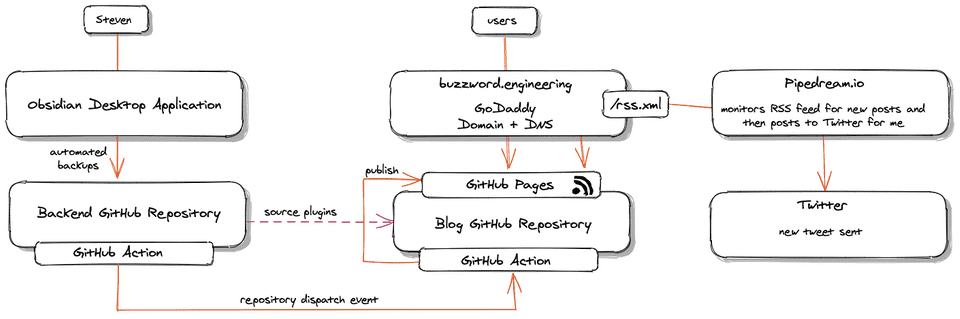 Steven
users
Obsidian Desktop Application
buzzword.engineering
GoDaddy
Domain + DNS
/rss.xml
Pipedream.io
monitors RSS feed for new posts and
then posts to Twitter for me
automated
backups
publish
GitHub Pages
Backend GitHub Repository
source plugins
Blog GitHub Repository
Twitter
new tweet sent
GitHub Action
GitHub Action
repository dispatch event